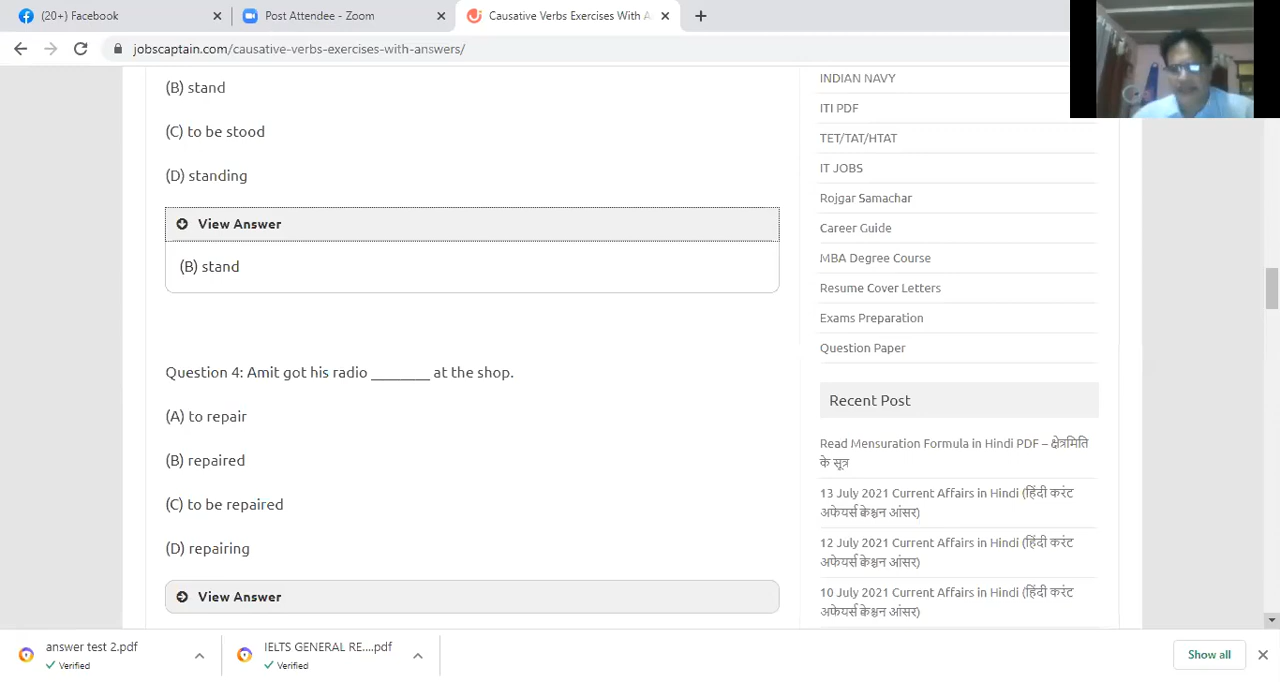 (20+) Facebook
Post Attendee - Zoom
Causative Verbs Exercises With A
jobscaptain.com/causative-verbs-exercises-with-answers/
(B) stand
(C) to be stood
(D) standing
View Answer
(B) stand
Question 4: Amit got his radio ________ at the shop.
(A) to repair
(B) repaired
(C) to be repaired
(D) repairing
View Answer
INDIAN NAVY
ITI PDF
TET/TAT/HTAT
IT JOBS
Rojgar Samachar
Career Guide
MBA Degree Course
Resume Cover Letters
Exams Preparation
Question Paper
Recent Post
Read Mensuration Formula in Hindi PDF – क्षेत्रमिति
के सूत्र
13 July 2021 Current Affairs in Hindi (हिंदी करंट
अफेयर्स क्वेश्चन आंसर)
12 July 2021 Current Affairs in Hindi (हिंदी करंट
अफेयर्स क्वेश्चन आंसर)
10 July 2021 Current Affairs in Hindi (हिंदी करंट
अफेयर्स क्वेश्चन आंसर)
answer test 2.pdf
Verified
IELTS GENERAL RE....pdf
Verified
Show all